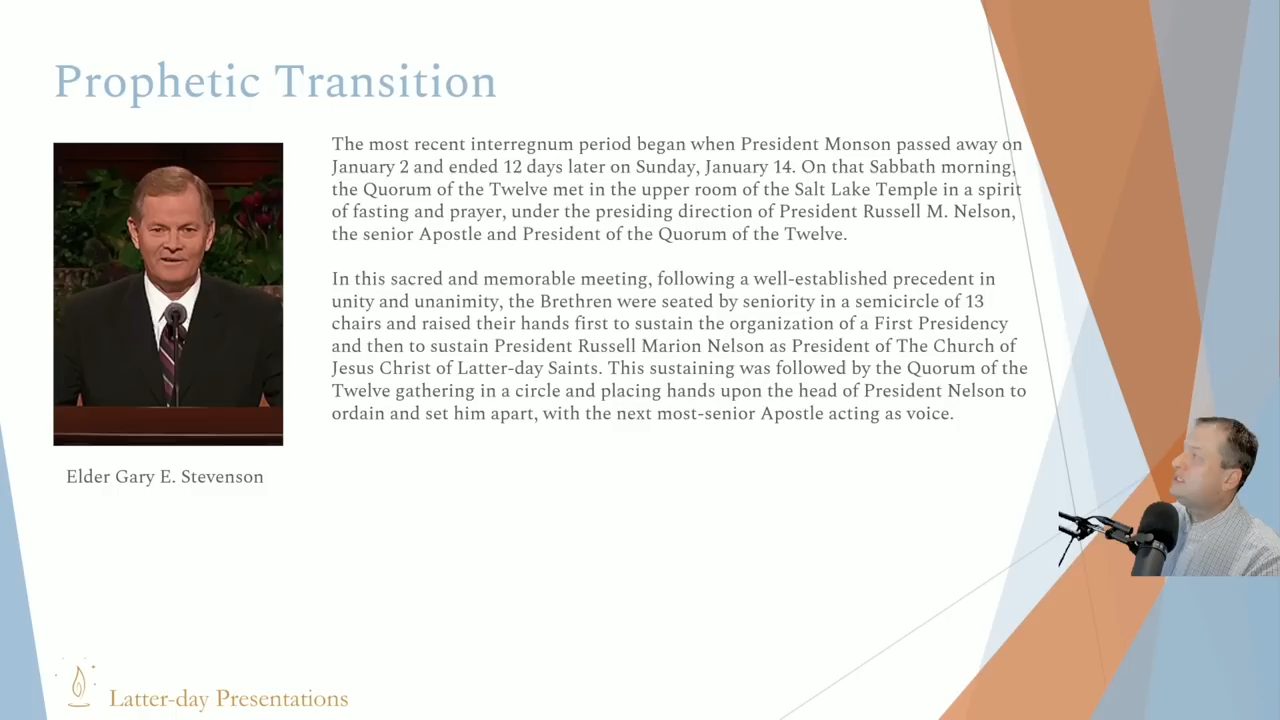 Prophetic Transition
The most recent interregnum period began when President Monson passed away on
January 2 and ended 12 days later on Sunday, January 14. On that Sabbath morning,
the Quorum of the Twelve met in the upper room of the Salt Lake Temple in a spirit
of fasting and prayer, under the presiding direction of President Russell M. Nelson,
the senior Apostle and President of the Quorum of the Twelve.
In this sacred and memorable meeting, following a well-established precedent in
unity and unanimity, the Brethren were seated by seniority in a semicircle of 13
chairs and raised their hands first to sustain the organization of a First Presidency
and then to sustain President Russell Marion Nelson as President of The Church of
Jesus Christ of Latter-day Saints. This sustaining was followed by the Quorum of the
Twelve gathering in a circle and placing hands upon the head of President Nelson to
ordain and set him apart, with the next most-senior Apostle acting as voice.
Elder Gary E. Stevenson
Latter-day Presentations